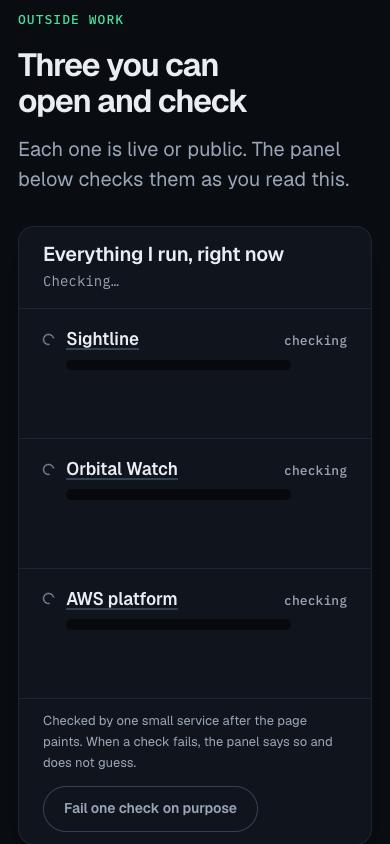 OUTSIDE WORK
Three you can
open and check
Each one is live or public. The panel
below checks them as you read this.
Everything I run, right now
Checking…
Sightline checking
Orbital Watch checking
AWS platform checking
Checked by one small service after the page
paints. When a check fails, the panel says so and
does not guess.
Fail one check on purpose